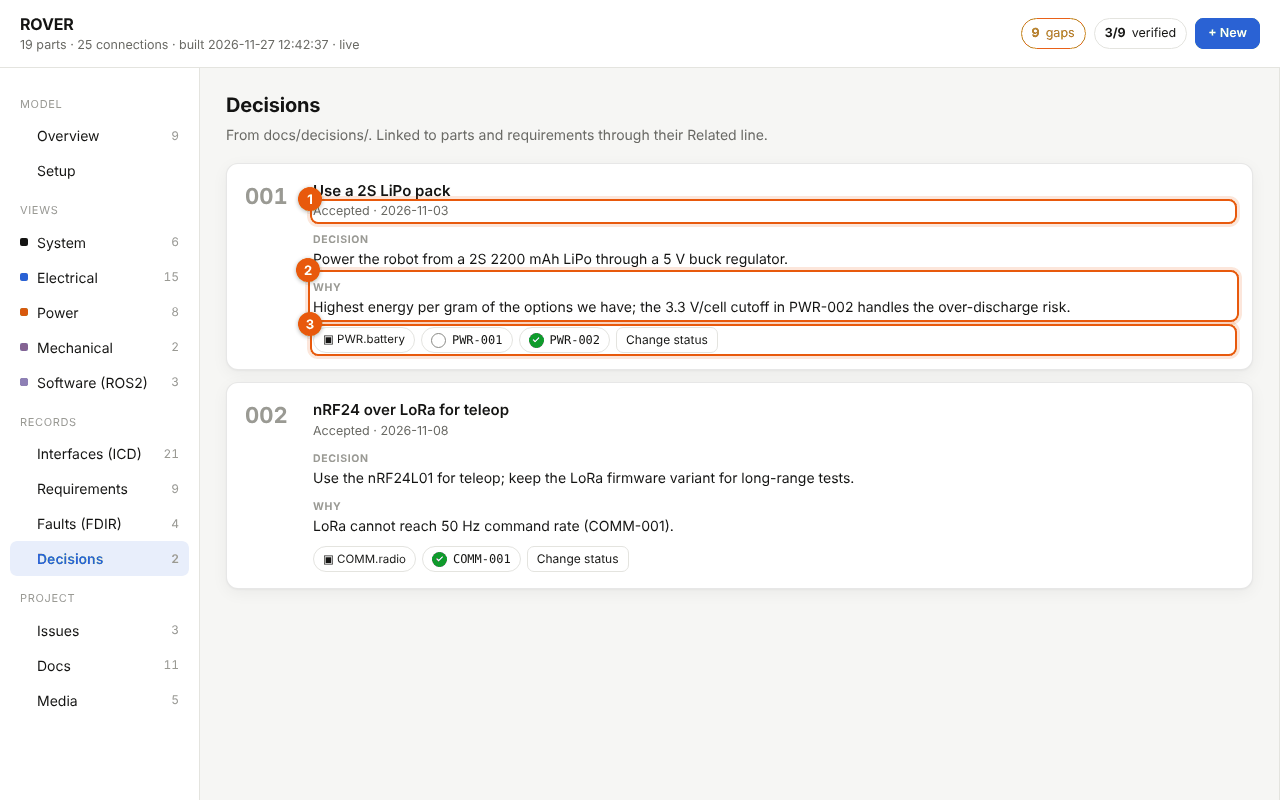 ROVER
19 parts · 25 connections · built 2026-11-27 12:42:37 · live
9 gaps
3/9 verified
+ New
MODEL
Overview 9
Setup
VIEWS
System 6
Electrical 15
Power 8
Mechanical 2
Software (ROS2) 3
RECORDS
Interfaces (ICD) 21
Requirements 9
Faults (FDIR) 4
Decisions 2
PROJECT
Issues 3
Docs 11
Media 5
Decisions
From docs/decisions/. Linked to parts and requirements through their Related line.
001
Use a 2S LiPo pack
1
Accepted · 2026-11-03
DECISION
Power the robot from a 2S 2200 mAh LiPo through a 5 V buck regulator.
2
WHY
Highest energy per gram of the options we have; the 3.3 V/cell cutoff in PWR-002 handles the over-discharge risk.
3
PWR.battery PWR-001 PWR-002 Change status
002
nRF24 over LoRa for teleop
Accepted · 2026-11-08
DECISION
Use the nRF24L01 for teleop; keep the LoRa firmware variant for long-range tests.
WHY
LoRa cannot reach 50 Hz command rate (COMM-001).
COMM.radio COMM-001 Change status